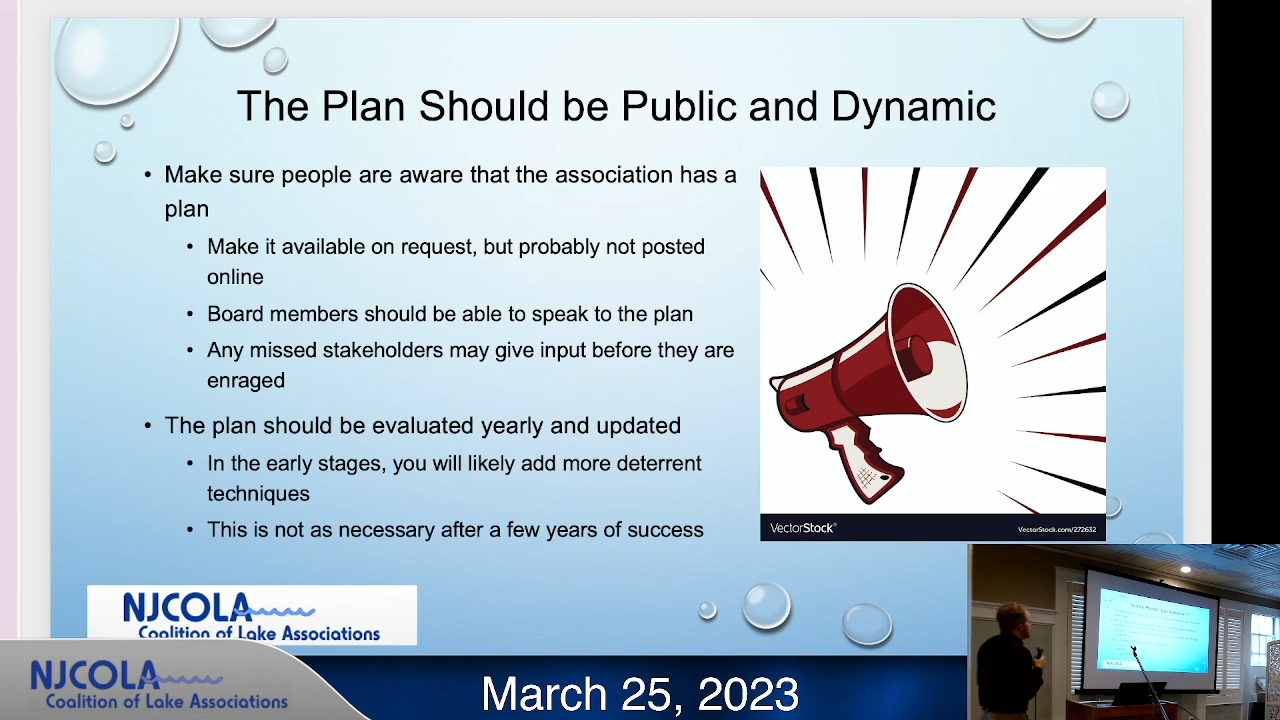 The Plan Should be Public and Dynamic
• Make sure people are aware that the association has a
plan
• Make it available on request, but probably not posted
online
• Board members should be able to speak to the plan
• Any missed stakeholders may give input before they are
enraged
• The plan should be evaluated yearly and updated
• In the early stages, you will likely add more deterrent
techniques
• This is not as necessary after a few years of success
VectorStock®
VectorStock.com/272632
NJCOLA
Coalition of Lake Associations
NJCOLA
Coalition of Lake Associations
March 25, 2023